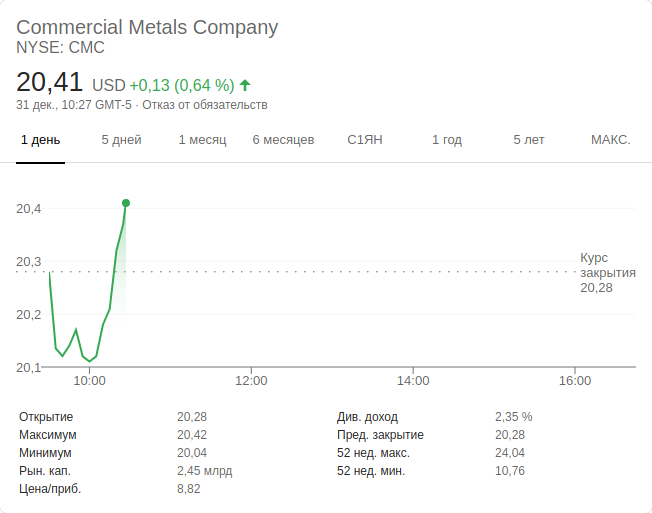 Commercial Metals Company
NYSE: CMC
20,41 USD +0,13 (0,64 %)
31 дек., 10:27 GMT-5 · Отказ от обязательств
1 день 5 дней 1 месяц 6 месяцев С1ЯН 1 год 5 лет МАКС.
20,4
20,3
20,2
20,1
Курс
закрытия
20,28
10:00 12:00 14:00 16:00
Открытие 20,28 Див. доход 2,35 %
Максимум 20,42 Пред. закрытие 20,28
Минимум 20,04 52 нед. макс. 24,04
Рын. кап. 2,45 млрд 52 нед. мин. 10,76
Цена/приб. 8,82